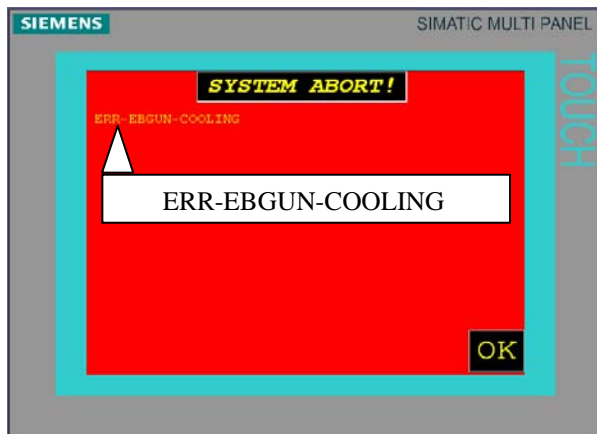 SIEMENS
SIMATIC MULTI PANEL
TOUCH
SYSTEM ABORT!
ERR-EBGUN-COOLING
ERR-EBGUN-COOLING
OK